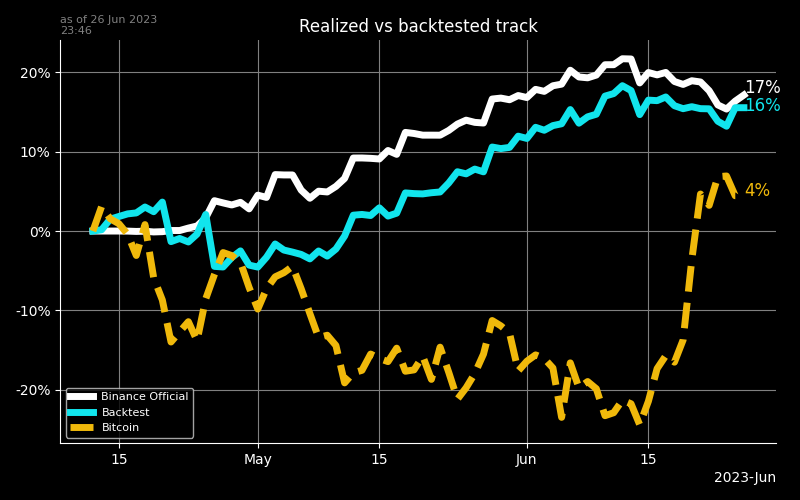 as of 26 Jun 2023
23:46
Realized vs backtested track
20%
10%
0%
-10%
-20%
17%
16%
4%
Binance Official
Backtest
Bitcoin
15
May
15
Jun
15
2023-Jun